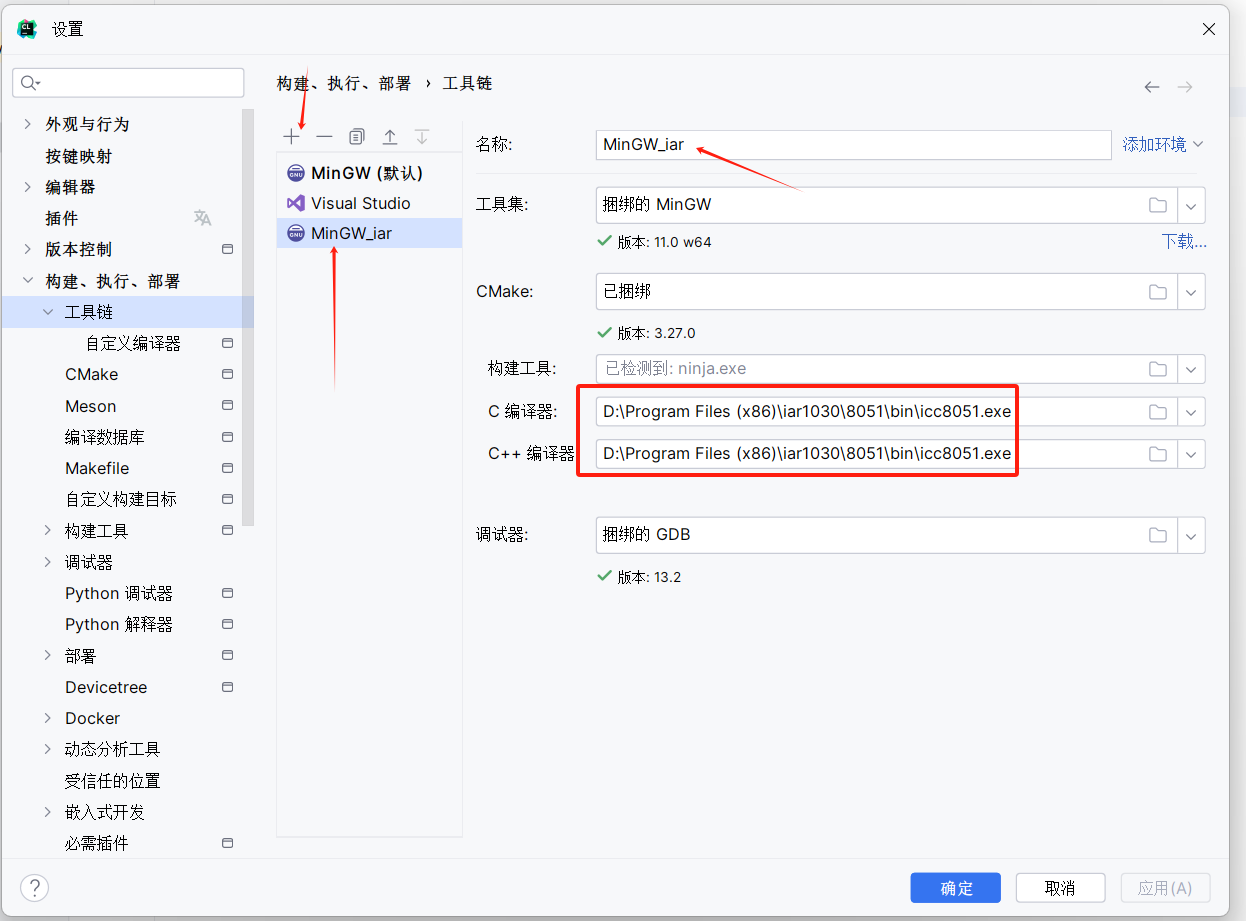 设置
构建、执行、部署 › 工具链
外观与行为
按键映射
编辑器
插件
版本控制
构建、执行、部署
工具链
自定义编译器
CMake
Meson
编译数据库
Makefile
自定义构建目标
构建工具
调试器
Python 调试器
Python 解释器
部署
Devicetree
Docker
动态分析工具
受信任的位置
嵌入式开发
必需插件
MinGW (默认)
Visual Studio
MinGW_iar
名称: MinGW_iar 添加环境
工具集: 捆绑的 MinGW
版本: 11.0 w64 下载...
CMake: 已捆绑
版本: 3.27.0
构建工具: 已检测到: ninja.exe
C 编译器: D:\Program Files (x86)\iar1030\8051\bin\icc8051.exe
C++ 编译器 D:\Program Files (x86)\iar1030\8051\bin\icc8051.exe
调试器: 捆绑的 GDB
版本: 13.2
? 确定 取消 应用(A)